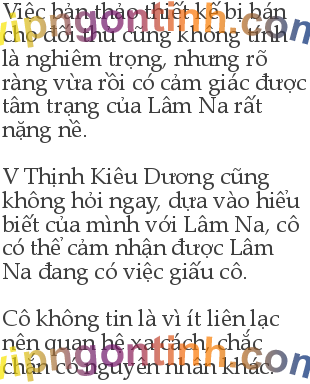 Việc bản thảo thiết kế bị bán
cho đối thủ cũng không tính
là nghiêm trọng, nhưng rõ
ràng vừa rồi có cảm giác được
tâm trạng của Lâm Na rất
nặng nề.
V Thịnh Kiêu Dương cũng
không hỏi ngay, dựa vào hiểu
biết của mình với Lâm Na, cô
có thể cảm nhận được Lâm
Na đang có việc giấu cô.
Cô không tin là vì ít liên lạc
nên quan hệ xa cách, chắc
chắn có nguyên nhân khác.
vipngontinh.com
vipngontinh.com